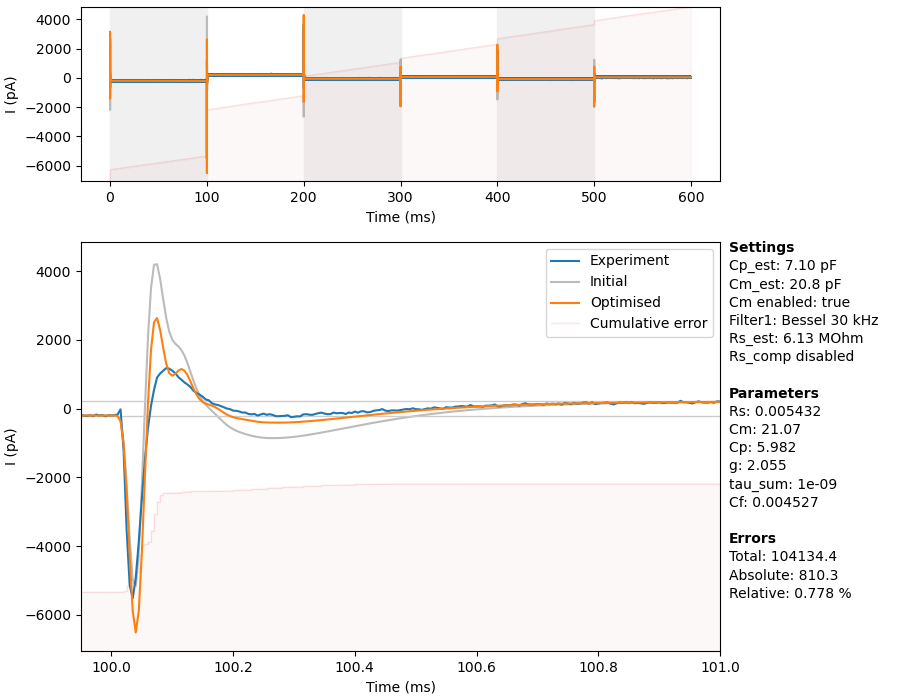 4000
2000
0
−2000
−4000
−6000
I (pA)
0 100 200 300 400 500 600
Time (ms)
4000
2000
0
−2000
−4000
−6000
I (pA)
Experiment
Initial
Optimised
Cumulative error
100.0 100.2 100.4 100.6 100.8 101.0
Time (ms)
Settings
Cp_est: 7.10 pF
Cm_est: 20.8 pF
Cm enabled: true
Filter1: Bessel 30 kHz
Rs_est: 6.13 MOhm
Rs_comp disabled
Parameters
Rs: 0.005432
Cm: 21.07
Cp: 5.982
g: 2.055
tau_sum: 1e-09
Cf: 0.004527
Errors
Total: 104134.4
Absolute: 810.3
Relative: 0.778 %